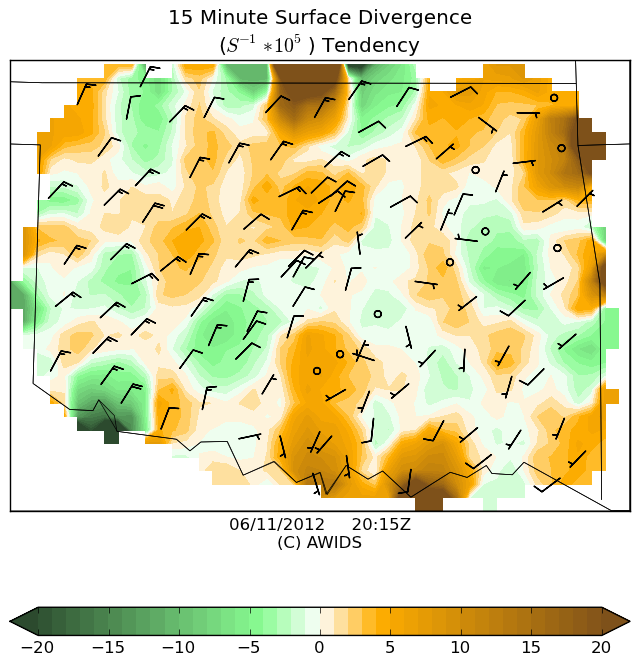 15 Minute Surface Divergence
(S⁻¹ * 10⁵ ) Tendency
06/11/2012 20:15Z
(C) AWIDS
−20 −15 −10 −5 0 5 10 15 20